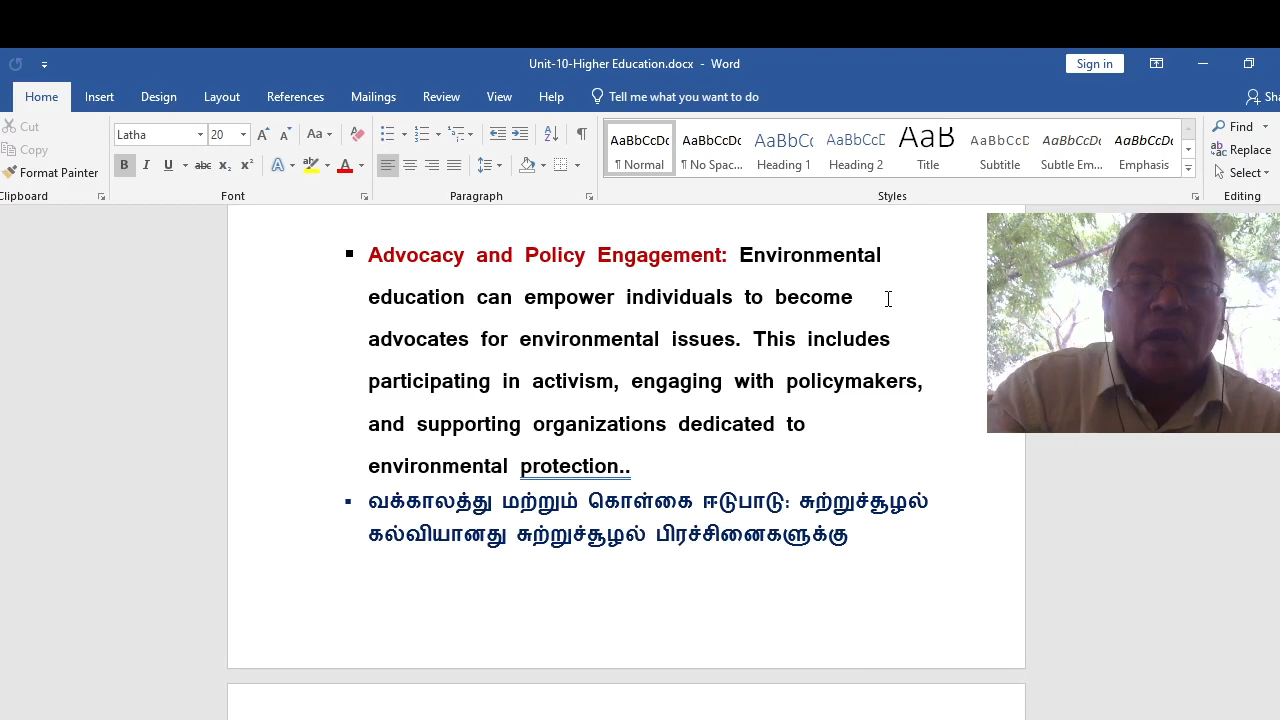 Unit-10-Higher Education.docx - Word
Sign in
Home Insert Design Layout References Mailings Review View Help Tell me what you want to do
Cut
Copy
Format Painter
Latha 20
Aa
Find
Replace
Select
AaBbCcDc AaBbCcDc AaBbC AaBbCcD AaB AaBbCcD AaBbCcDc AaBbCcDc
¶ Normal ¶ No Spac... Heading 1 Heading 2 Title Subtitle Subtle Em... Emphasis
Font Paragraph Styles Editing
Advocacy and Policy Engagement: Environmental
education can empower individuals to become
advocates for environmental issues. This includes
participating in activism, engaging with policymakers,
and supporting organizations dedicated to
environmental protection..
வக்காலத்து மற்றும் கொள்கை ஈடுபாடு: சுற்றுச்சூழல்
கல்வியானது சுற்றுச்சூழல் பிரச்சினைகளுக்கு